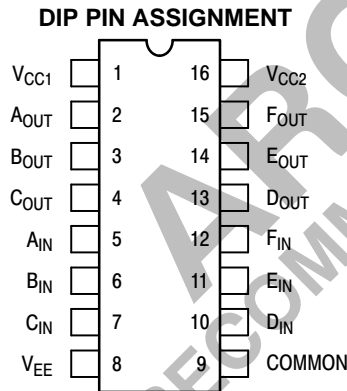 DIP PIN ASSIGNMENT
VCC1 1 16 VCC2
AOUT 2 15 FOUT
BOUT 3 14 EOUT
COUT 4 13 DOUT
AIN 5 12 FIN
BIN 6 11 EIN
CIN 7 10 DIN
VEE 8 9 COMMON